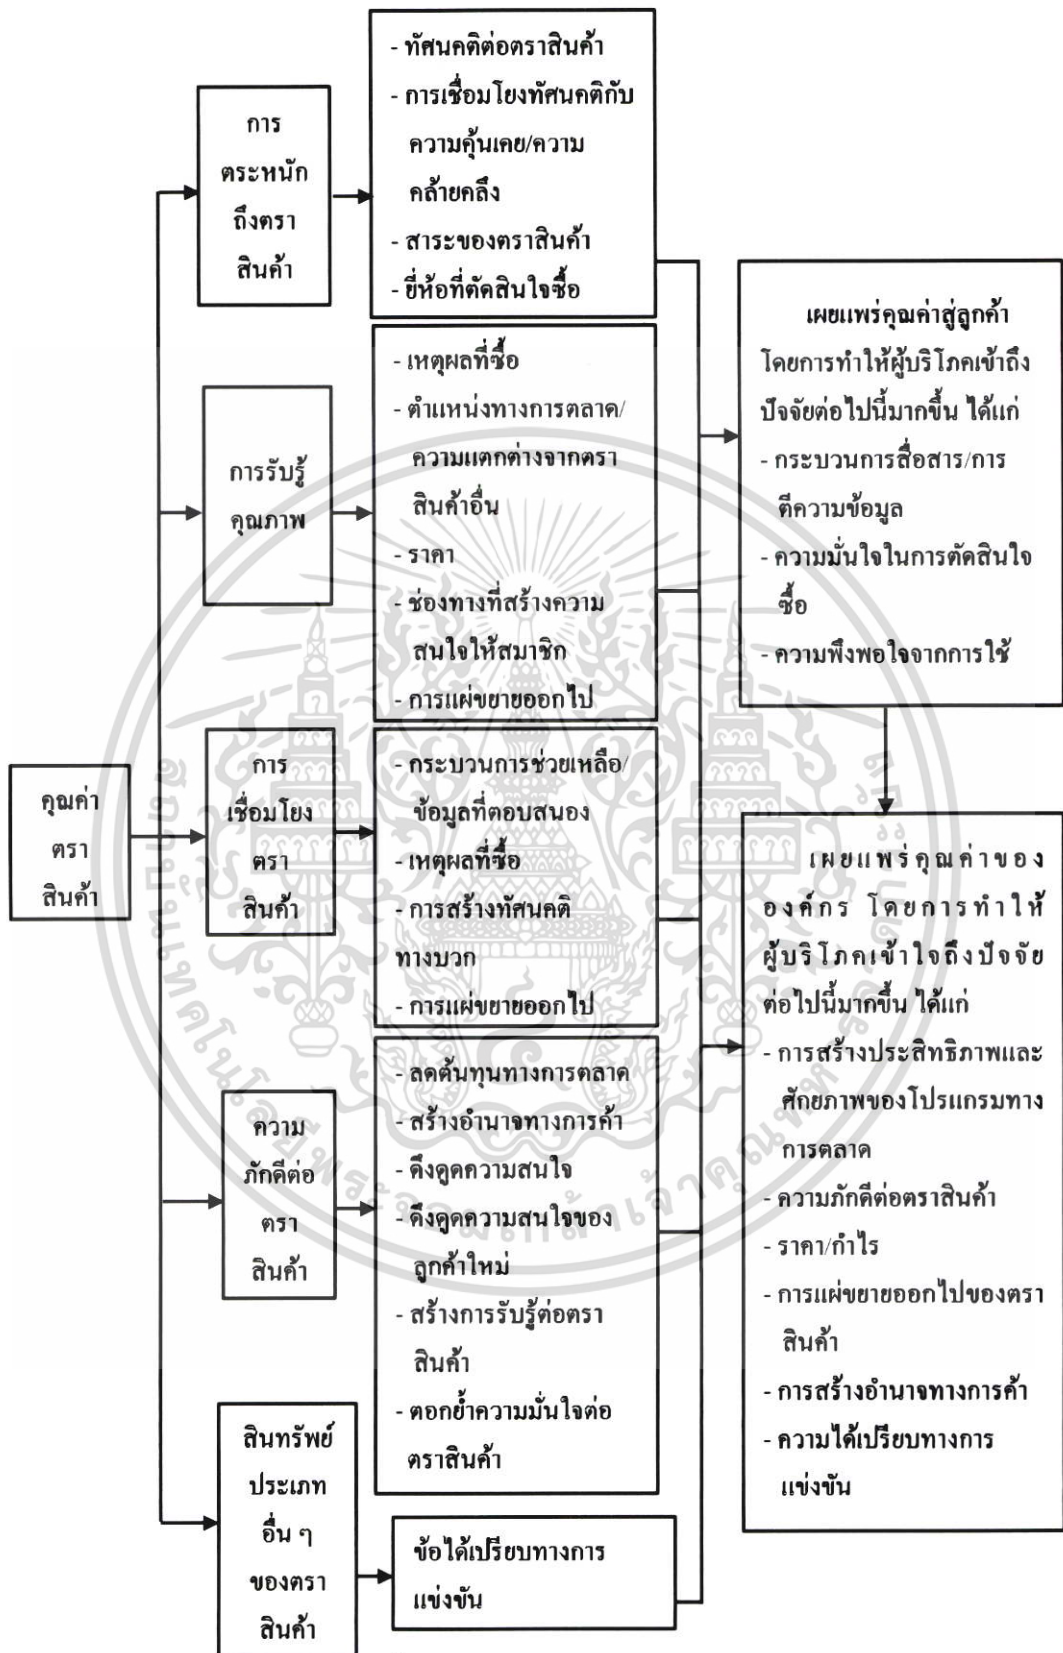 - ทัศนคติต่อตราสินค้า
- การเชื่อมโยงทัศนคติกับ
ความคุ้นเคย/ความ
คล้ายคลึง
- สาระของตราสินค้า
- ยี่ห้อที่ตัดสินใจซื้อ
การ
ตระหนัก
ถึงตรา
สินค้า
- เหตุผลที่ซื้อ
- ตำแหน่งทางการตลาด/
ความแตกต่างจากตรา
สินค้าอื่น
- ราคา
- ช่องทางที่สร้างความ
สนใจให้สมาชิก
- การแผ่ขยายออกไป
การรับรู้
คุณภาพ
เผยแพร่คุณค่าสู่ลูกค้า
โดยการทำให้ผู้บริโภคเข้าถึง
ปัจจัยต่อไปนี้มากขึ้น ได้แก่
- กระบวนการสื่อสาร/การ
ตีความข้อมูล
- ความมั่นใจในการตัดสินใจ
ซื้อ
- ความพึงพอใจจากการใช้
คุณค่า
ตรา
สินค้า
การ
เชื่อมโยง
ตรา
สินค้า
- กระบวนการช่วยเหลือ/
ข้อมูลที่ตอบสนอง
- เหตุผลที่ซื้อ
- การสร้างทัศนคติ
ทางบวก
- การแผ่ขยายออกไป
เผยแพร่คุณค่าของ
องค์กร โดยการทำให้
ผู้บริโภคเข้าใจถึงปัจจัย
ต่อไปนี้มากขึ้น ได้แก่
- การสร้างประสิทธิภาพและ
ศักยภาพของโปรแกรมทาง
การตลาด
- ความภักดีต่อตราสินค้า
- ราคา/กำไร
- การแผ่ขยายออกไปของตรา
สินค้า
- การสร้างอำนาจทางการค้า
- ความได้เปรียบทางการ
แข่งขัน
ความ
ภักดีต่อ
ตรา
สินค้า
- ลดต้นทุนทางการตลาด
- สร้างอำนาจทางการค้า
- ดึงดูดความสนใจ
- ดึงดูดความสนใจของ
ลูกค้าใหม่
- สร้างการรับรู้ต่อตรา
สินค้า
- ตอกย้ำความมั่นใจต่อ
ตราสินค้า
สินทรัพย์
ประเภท
อื่น ๆ
ของตรา
สินค้า
ข้อได้เปรียบทางการ
แข่งขัน
สถาบันเทคโนโลยีพระจอมเกล้าเจ้าคุณทหารลาดกระบัง